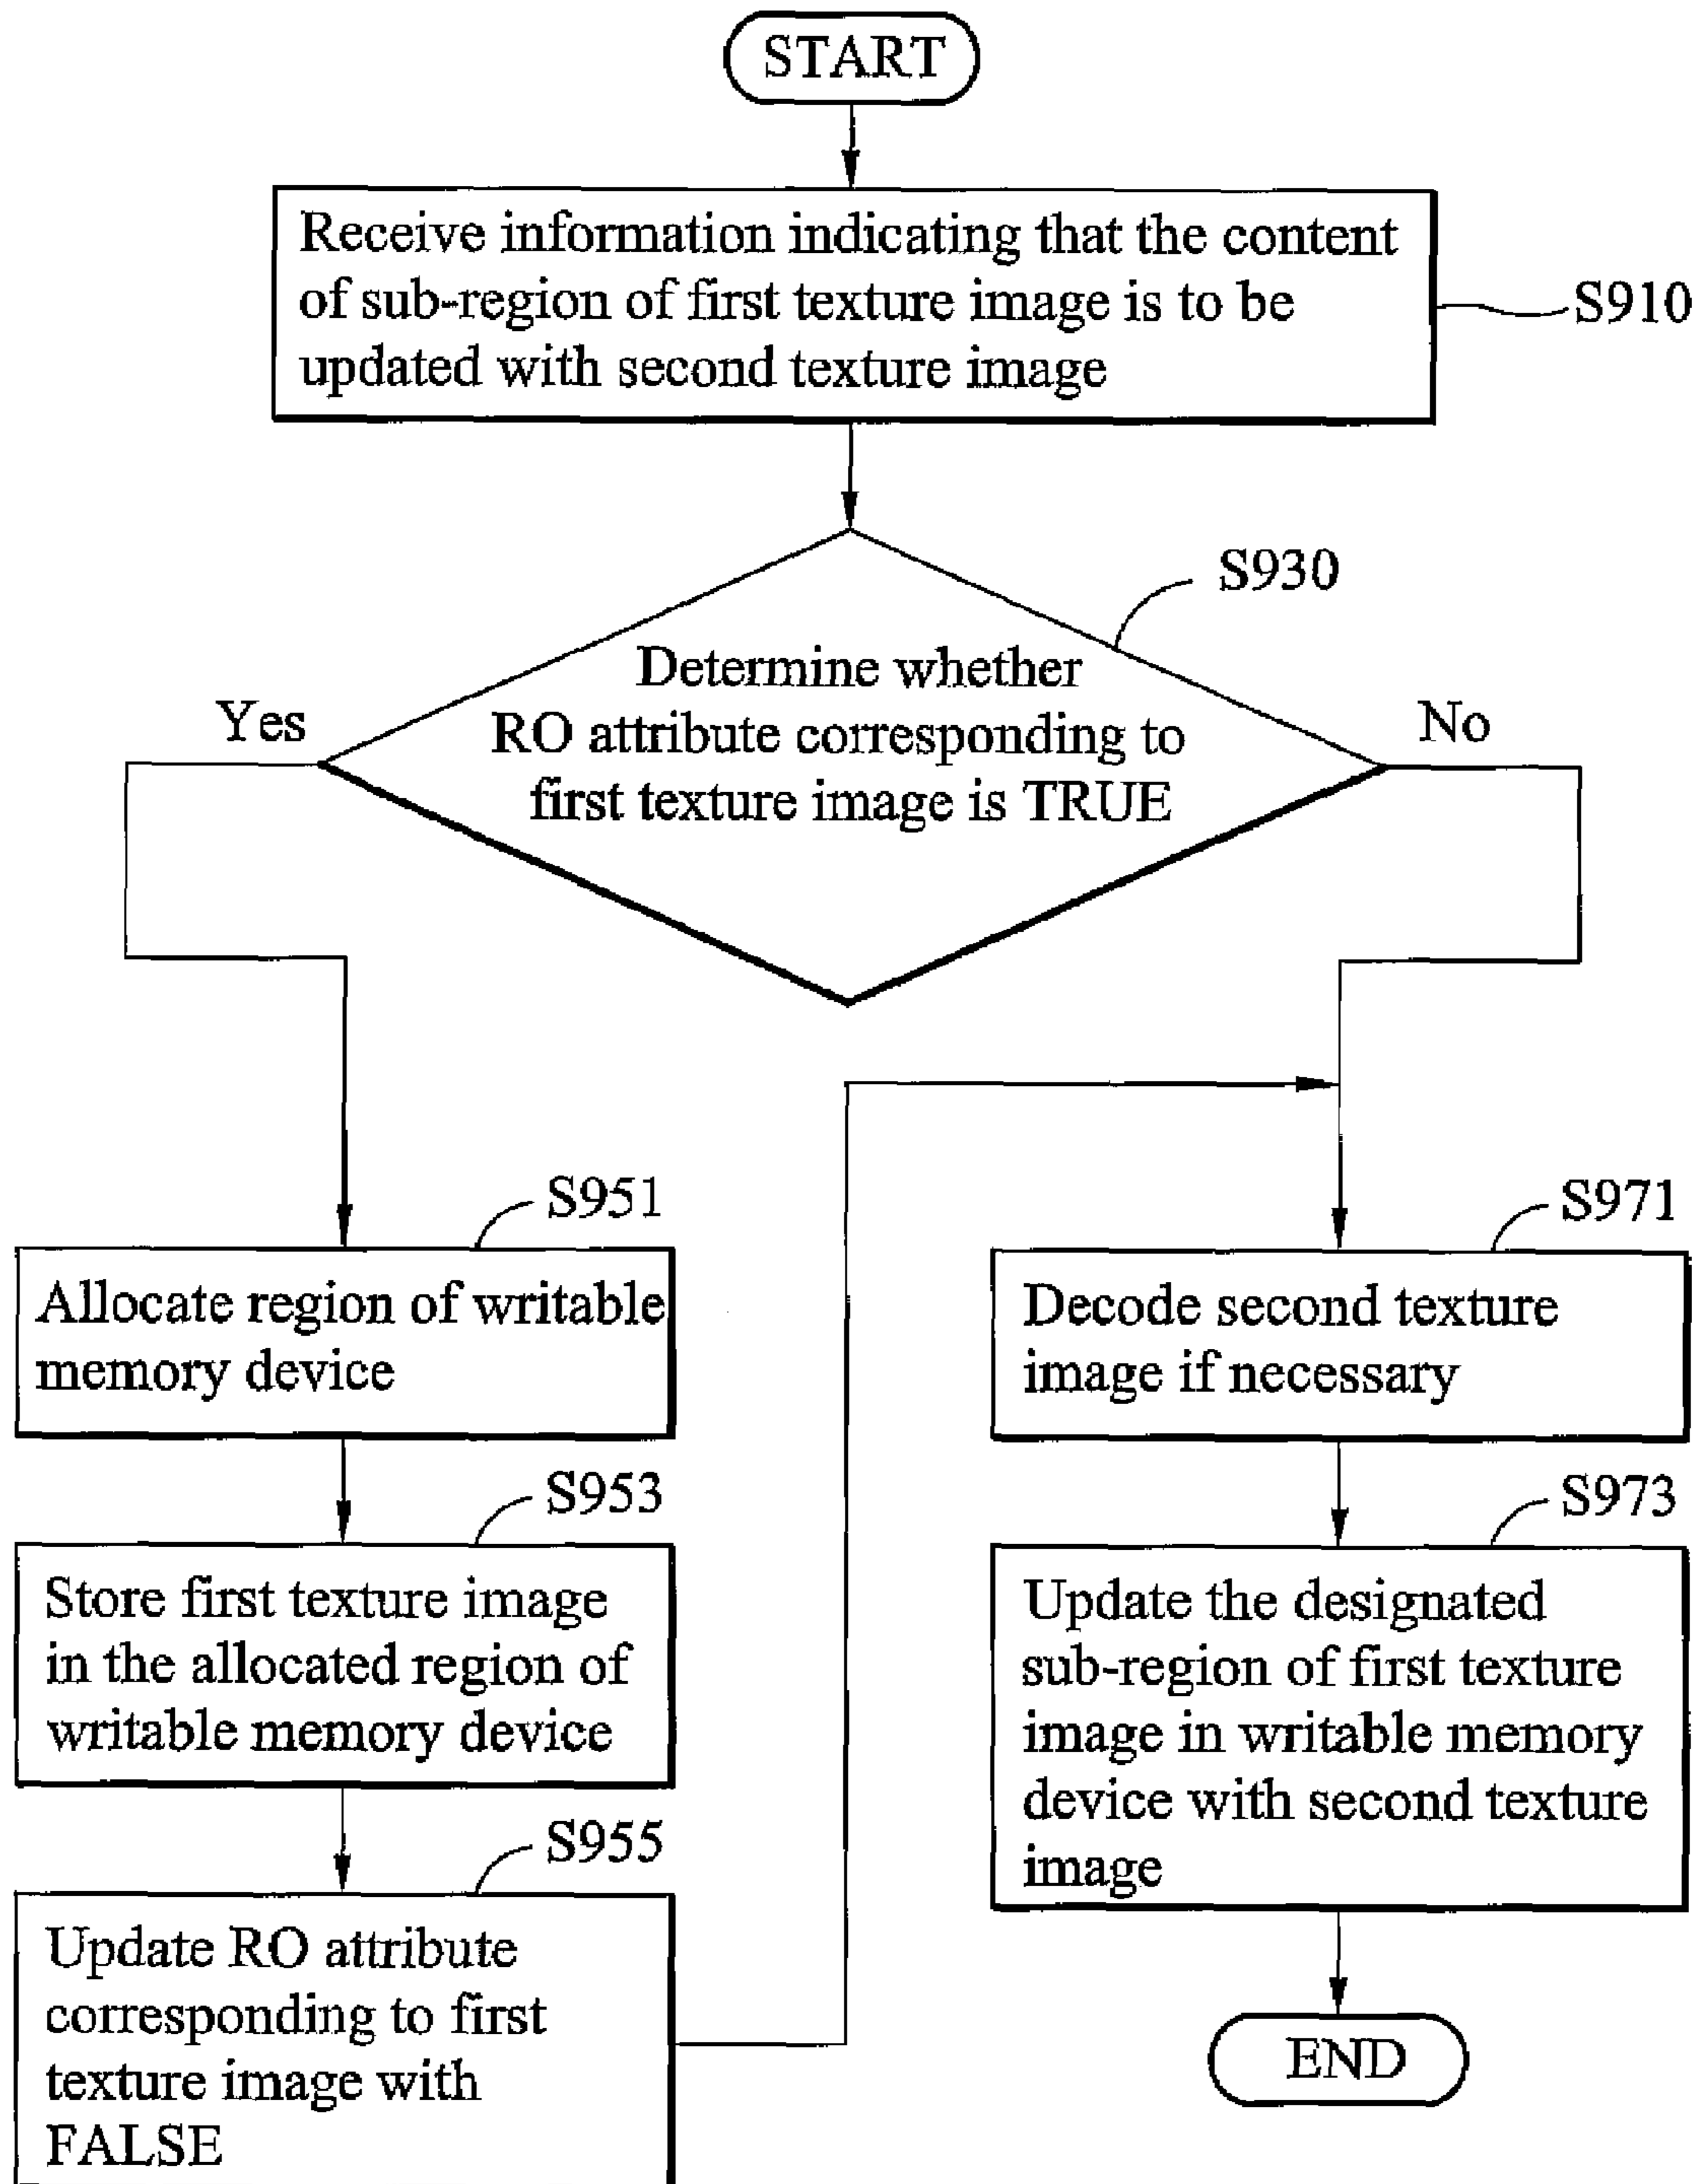 START
Receive information indicating that the content
of sub-region of first texture image is to be
updated with second texture image
S910
S930
Determine whether
RO attribute corresponding to
first texture image is TRUE
Yes
No
S951
Allocate region of writable
memory device
S953
Store first texture image
in the allocated region of
writable memory device
S955
Update RO attribute
corresponding to first
texture image with
FALSE
S971
Decode second texture
image if necessary
S973
Update the designated
sub-region of first texture
image in writable memory
device with second texture
image
END